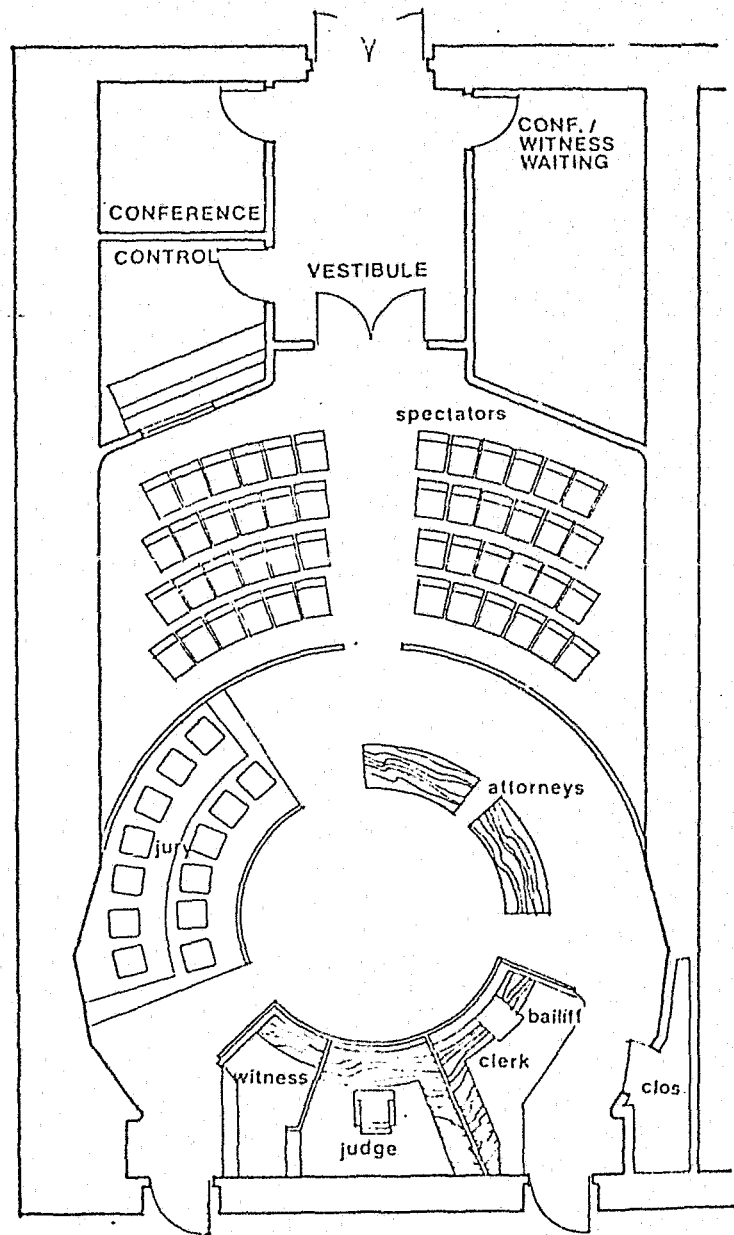 CONF./
WITNESS
WAITING
CONFERENCE
CONTROL
VESTIBULE
spectators
attorneys
jury
bailiff
clerk
witness
clos.
judge